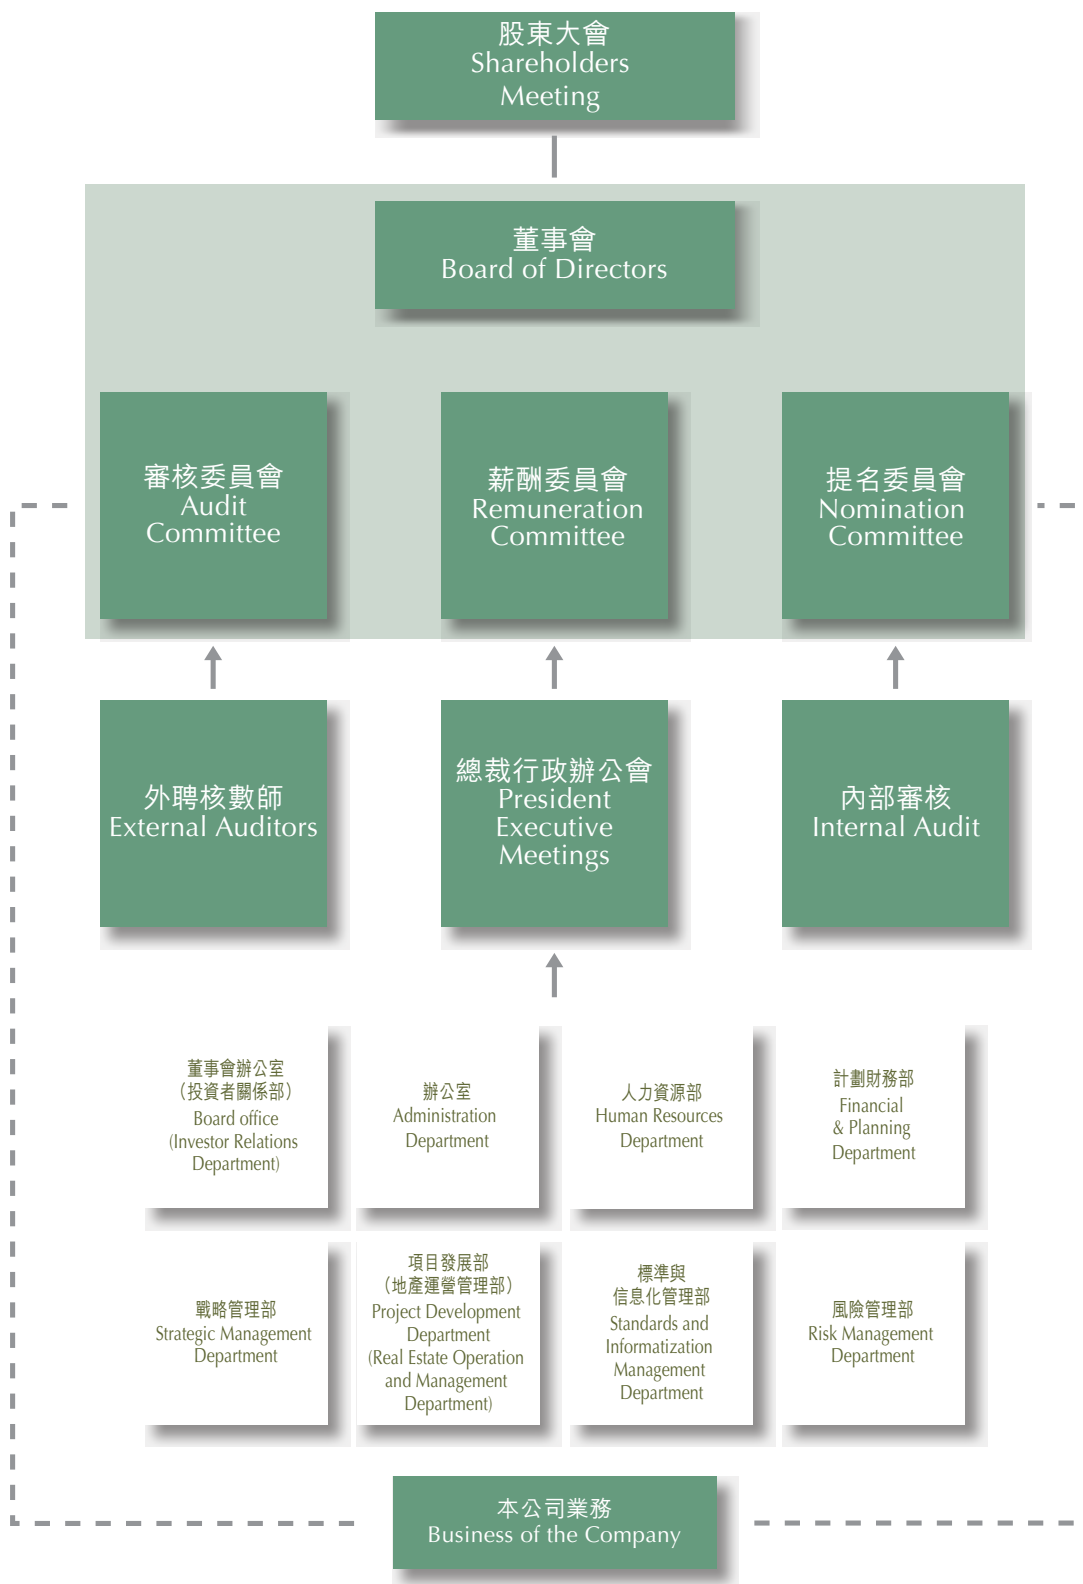 股東大會
Shareholders
Meeting
董事會
Board of Directors
審核委員會
Audit
Committee
薪酬委員會
Remuneration
Committee
提名委員會
Nomination
Committee
外聘核數師
External Auditors
總裁行政辦公會
President
Executive
Meetings
內部審核
Internal Audit
董事會辦公室
（投資者關係部）
Board office
(Investor Relations
Department)
辦公室
Administration
Department
人力資源部
Human Resources
Department
計劃財務部
Financial
& Planning
Department
戰略管理部
Strategic Management
Department
項目發展部
（地產運營管理部）
Project Development
Department
(Real Estate Operation
and Management
Department)
標準與
信息化管理部
Standards and
Informatization
Management
Department
風險管理部
Risk Management
Department
本公司業務
Business of the Company